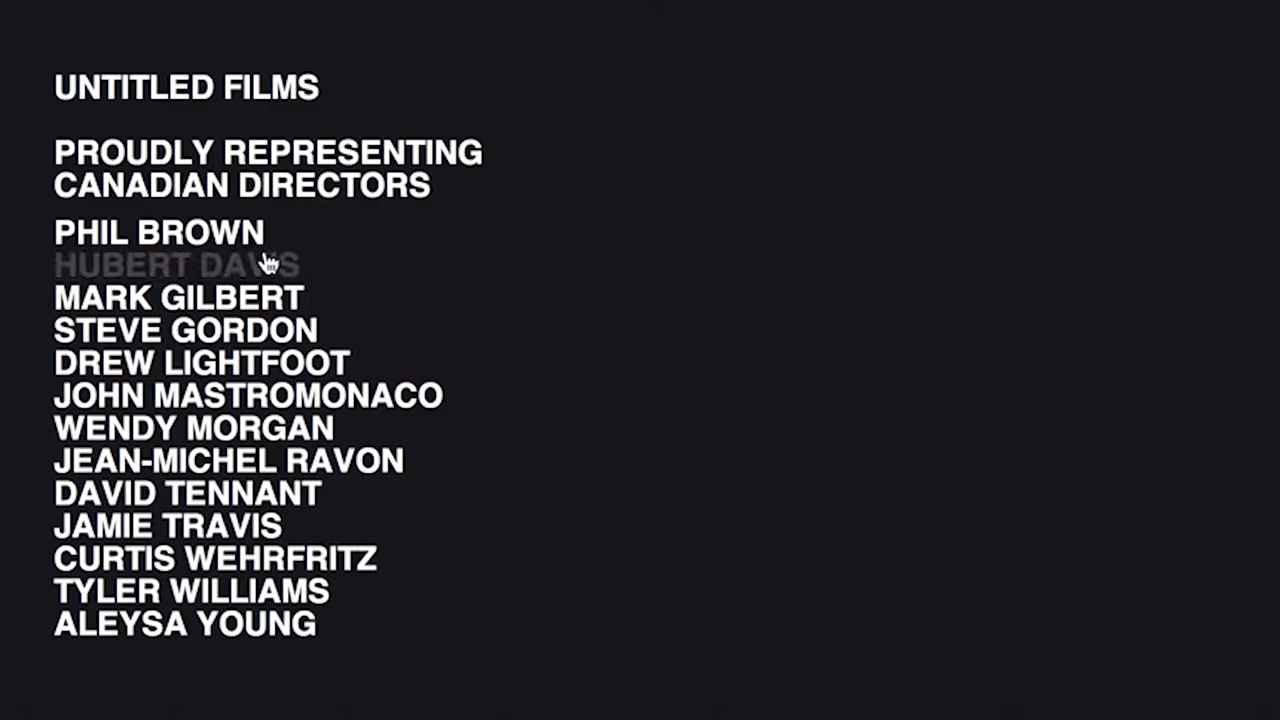 UNTITLED FILMS
PROUDLY REPRESENTING
CANADIAN DIRECTORS
PHIL BROWN
HUBERT DAVIS
MARK GILBERT
STEVE GORDON
DREW LIGHTFOOT
JOHN MASTROMONACO
WENDY MORGAN
JEAN-MICHEL RAVON
DAVID TENNANT
JAMIE TRAVIS
CURTIS WEHRFRITZ
TYLER WILLIAMS
ALEYSA YOUNG